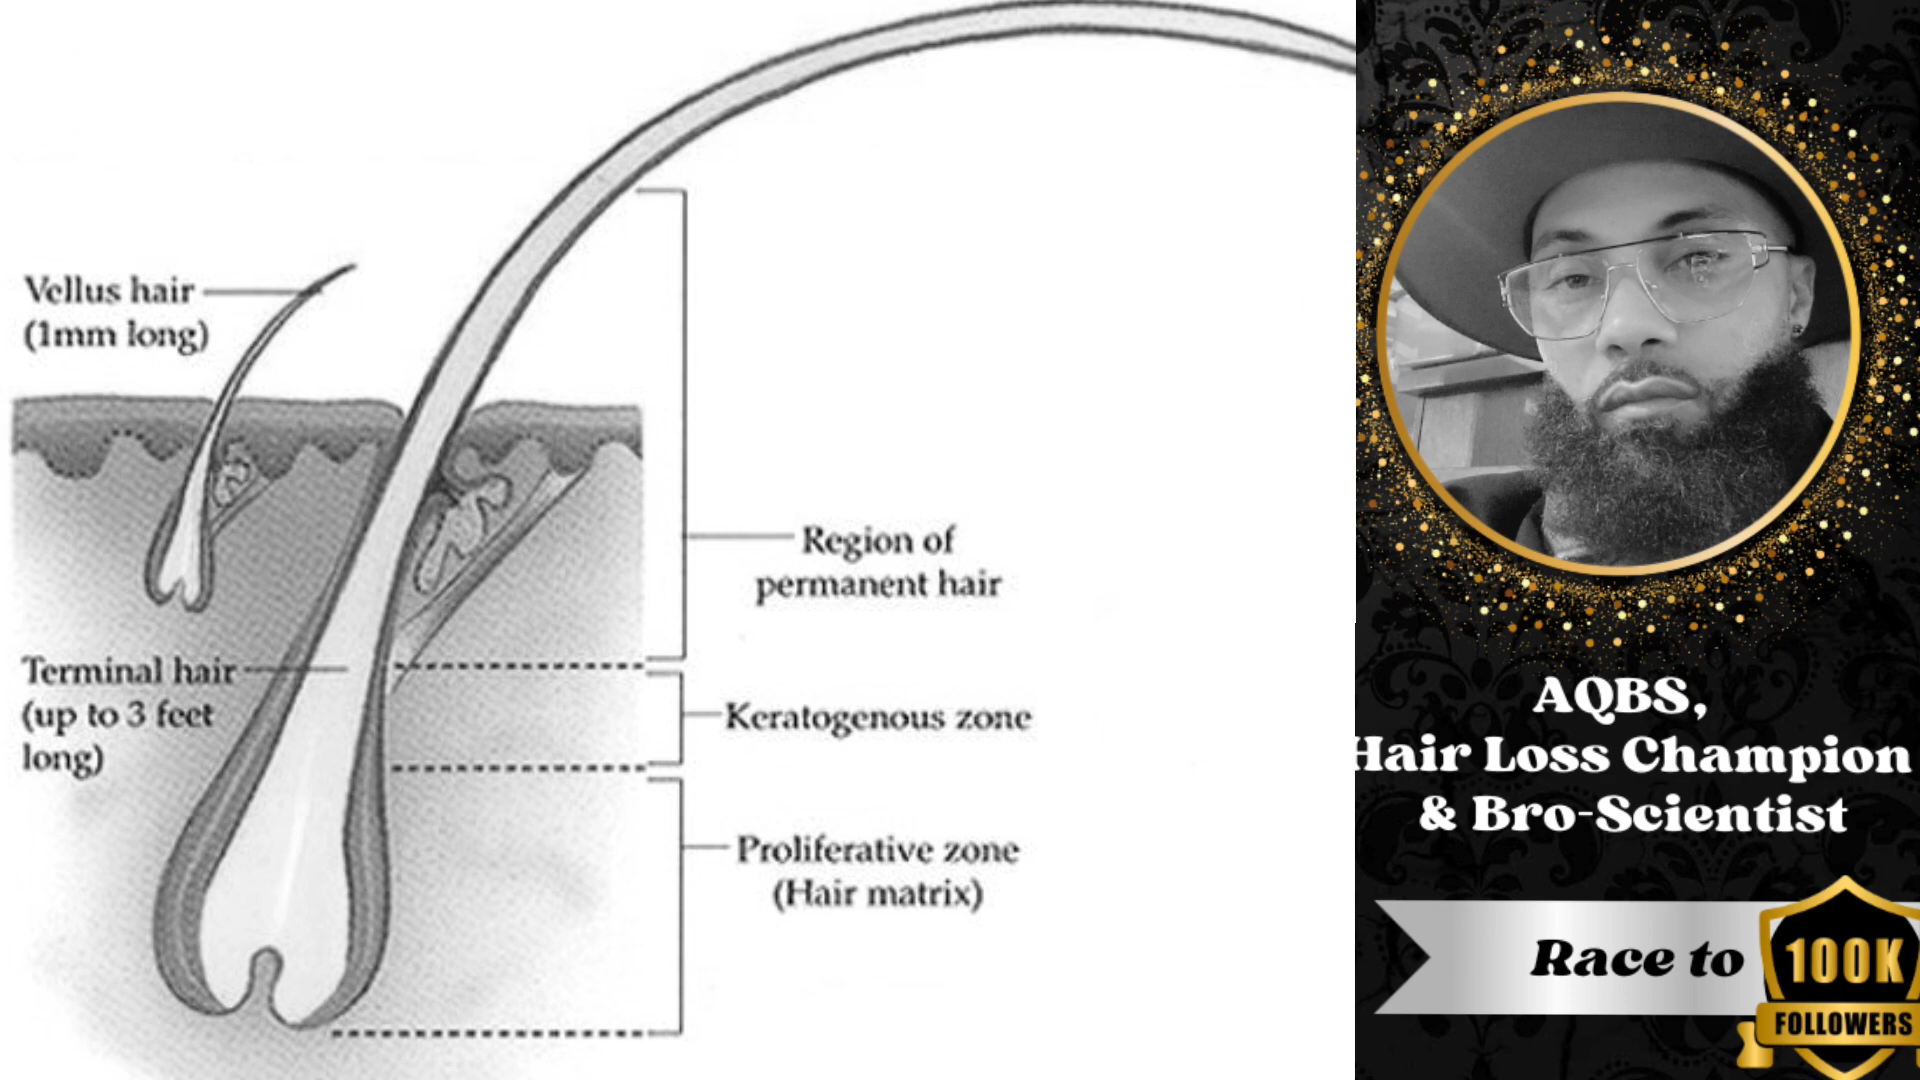 Vellus hair
(1mm long)
Terminal hair
(up to 3 feet
long)
Region of
permanent hair
Keratogenous zone
Proliferative zone
(Hair matrix)
AQBS,
Hair Loss Champion
& Bro-Scientist
Race to
100K
FOLLOWERS